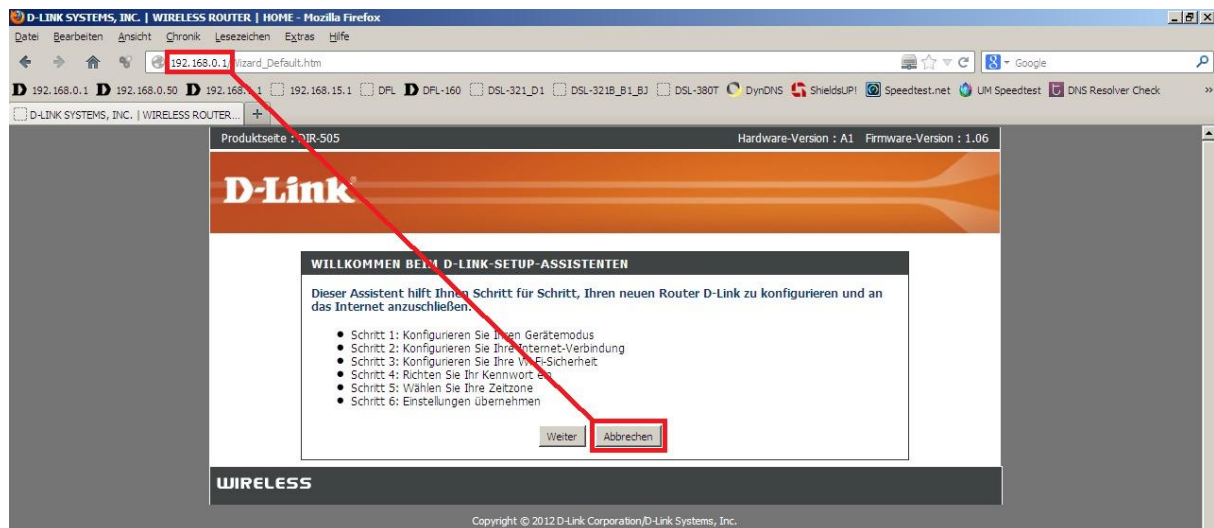 D-LINK SYSTEMS, INC. | WIRELESS ROUTER | HOME - Mozilla Firefox
Datei Bearbeiten Ansicht Chronik Lesezeichen Extras Hilfe
192.168.0.1/Wizard_Default.htm Google
192.168.0.1 192.168.0.50 192.168.1.1 192.168.15.1 DFL DFL-160 DSL-321_D1 DSL-321B_B1_BJ DSL-380T DynDNS ShieldsUP! Speedtest.net UM Speedtest DNS Resolver Check »
D-LINK SYSTEMS, INC. | WIRELESS ROUTER... +
Produktseite : DIR-505 Hardware-Version : A1 Firmware-Version : 1.06
D-Link
WILLKOMMEN BEIM D-LINK-SETUP-ASSISTENTEN
Dieser Assistent hilft Ihnen Schritt für Schritt, Ihren neuen Router D-Link zu konfigurieren und an
das Internet anzuschließen.
Schritt 1: Konfigurieren Sie Ihren Gerätemodus
Schritt 2: Konfigurieren Sie Ihre Internet-Verbindung
Schritt 3: Konfigurieren Sie Ihre Wi-Fi-Sicherheit
Schritt 4: Richten Sie Ihr Kennwort ein
Schritt 5: Wählen Sie Ihre Zeitzone
Schritt 6: Einstellungen übernehmen
Weiter Abbrechen
WIRELESS
Copyright © 2012 D-Link Corporation/D-Link Systems, Inc.